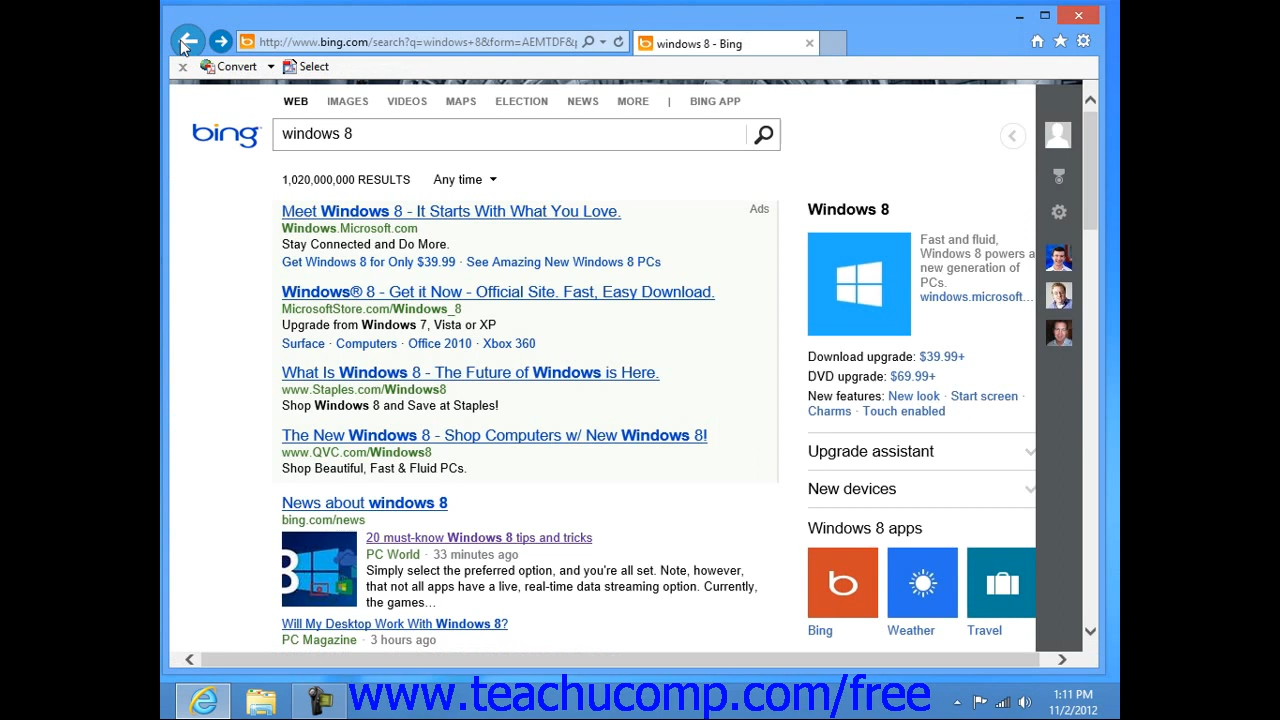 http://www.bing.com/search?q=windows+8&form=AEMTDF&
windows 8 - Bing
Convert
Select
WEB IMAGES VIDEOS MAPS ELECTION NEWS MORE | BING APP
bing
windows 8
1,020,000,000 RESULTS Any time
Meet Windows 8 - It Starts With What You Love.
Ads
Windows.Microsoft.com
Stay Connected and Do More.
Get Windows 8 for Only $39.99 · See Amazing New Windows 8 PCs
Windows® 8 - Get it Now - Official Site. Fast, Easy Download.
MicrosoftStore.com/Windows_8
Upgrade from Windows 7, Vista or XP
Surface · Computers · Office 2010 · Xbox 360
What Is Windows 8 - The Future of Windows is Here.
www.Staples.com/Windows8
Shop Windows 8 and Save at Staples!
The New Windows 8 - Shop Computers w/ New Windows 8!
www.QVC.com/Windows8
Shop Beautiful, Fast & Fluid PCs.
News about windows 8
bing.com/news
20 must-know Windows 8 tips and tricks
PC World · 33 minutes ago
Simply select the preferred option, and you're all set. Note, however,
that not all apps have a live, real-time data streaming option. Currently,
the games...
Will My Desktop Work With Windows 8?
PC Magazine · 3 hours ago
Windows 8
Fast and fluid,
Windows 8 powers a
new generation of
PCs.
windows.microsoft...
Download upgrade: $39.99+
DVD upgrade: $69.99+
New features: New look · Start screen ·
Charms · Touch enabled
Upgrade assistant
New devices
Windows 8 apps
Bing
Weather
Travel
www.teachucomp.com/free
1:11 PM
11/2/2012